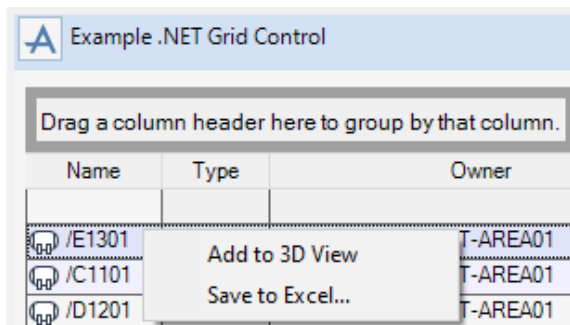 Example .NET Grid Control
Drag a column header here to group by that column.
Name Type Owner
/E1301 T-AREA01
Add to 3D View
/C1101 T-AREA01
Save to Excel...
/D1201 T-AREA01